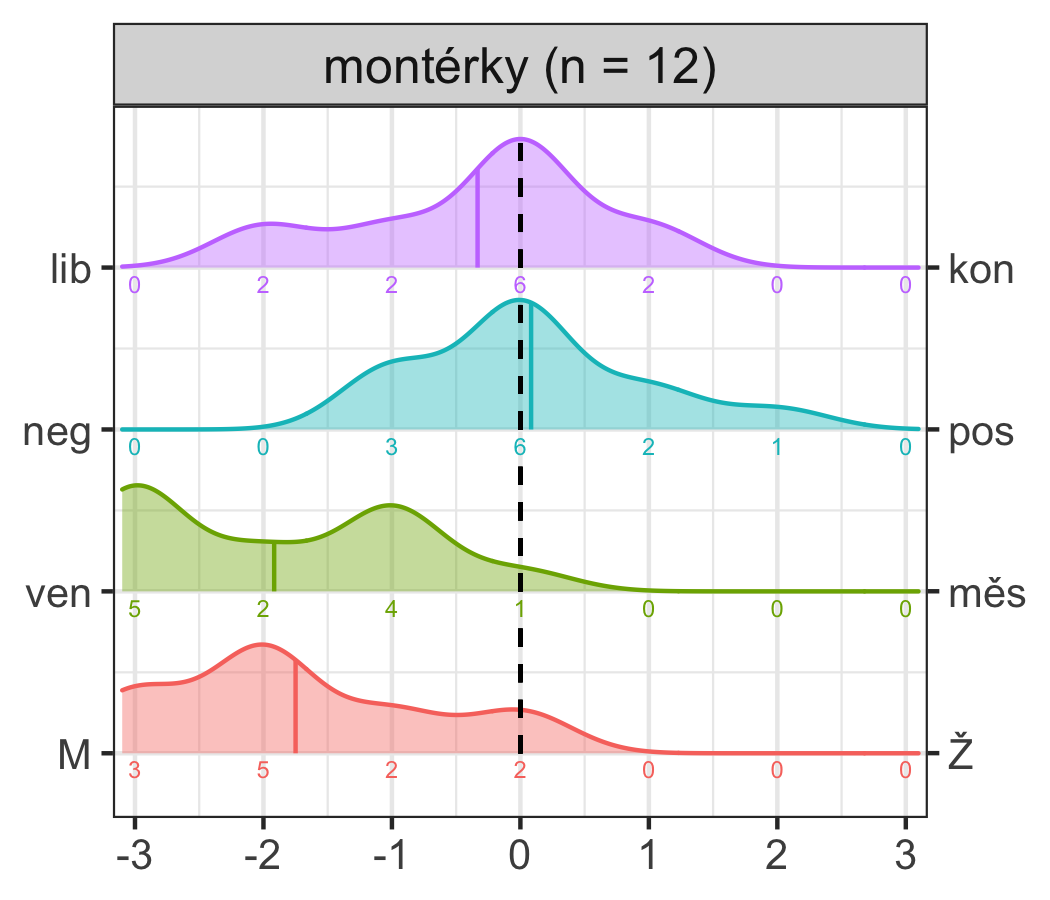 montérky (n = 12)
lib kon
0 2 2 6 2 0 0
neg pos
0 0 3 6 2 1 0
ven měs
5 2 4 1 0 0 0
M Ž
3 5 2 2 0 0 0
-3 -2 -1 0 1 2 3